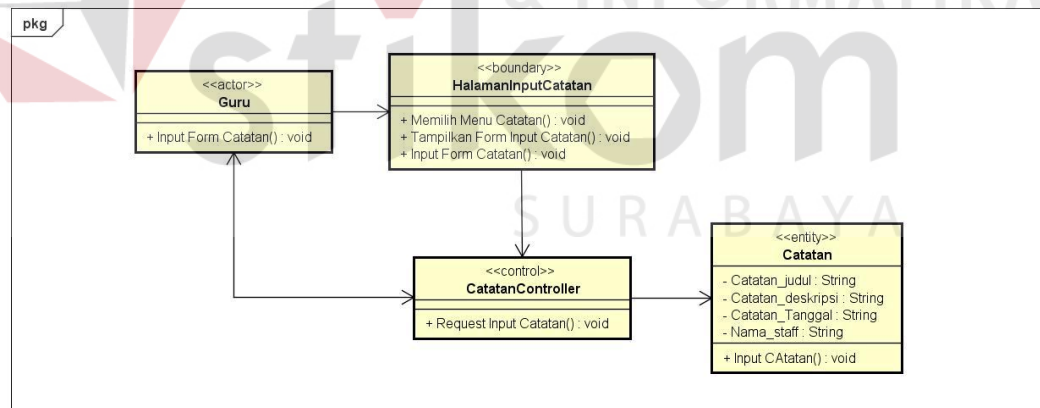 & INFORMATIKA
pkg
stikom
SURABAYA
<<actor>>
Guru
+ Input Form Catatan() : void
<<boundary>>
HalamanInputCatatan
+ Memilih Menu Catatan() : void
+ Tampilkan Form Input Catatan() : void
+ Input Form Catatan() : void
<<control>>
CatatanController
+ Request Input Catatan() : void
<<entity>>
Catatan
- Catatan_judul : String
- Catatan_deskripsi : String
- Catatan_Tanggal : String
- Nama_staff : String
+ Input CAtatan() : void